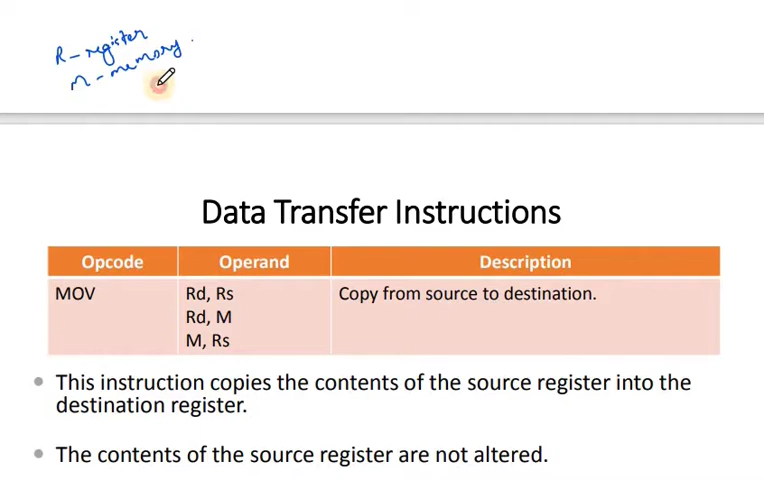 R - register
M - memory.
Data Transfer Instructions
Opcode Operand Description
MOV Rd, Rs Copy from source to destination.
Rd, M
M, Rs
This instruction copies the contents of the source register into the
destination register.
The contents of the source register are not altered.